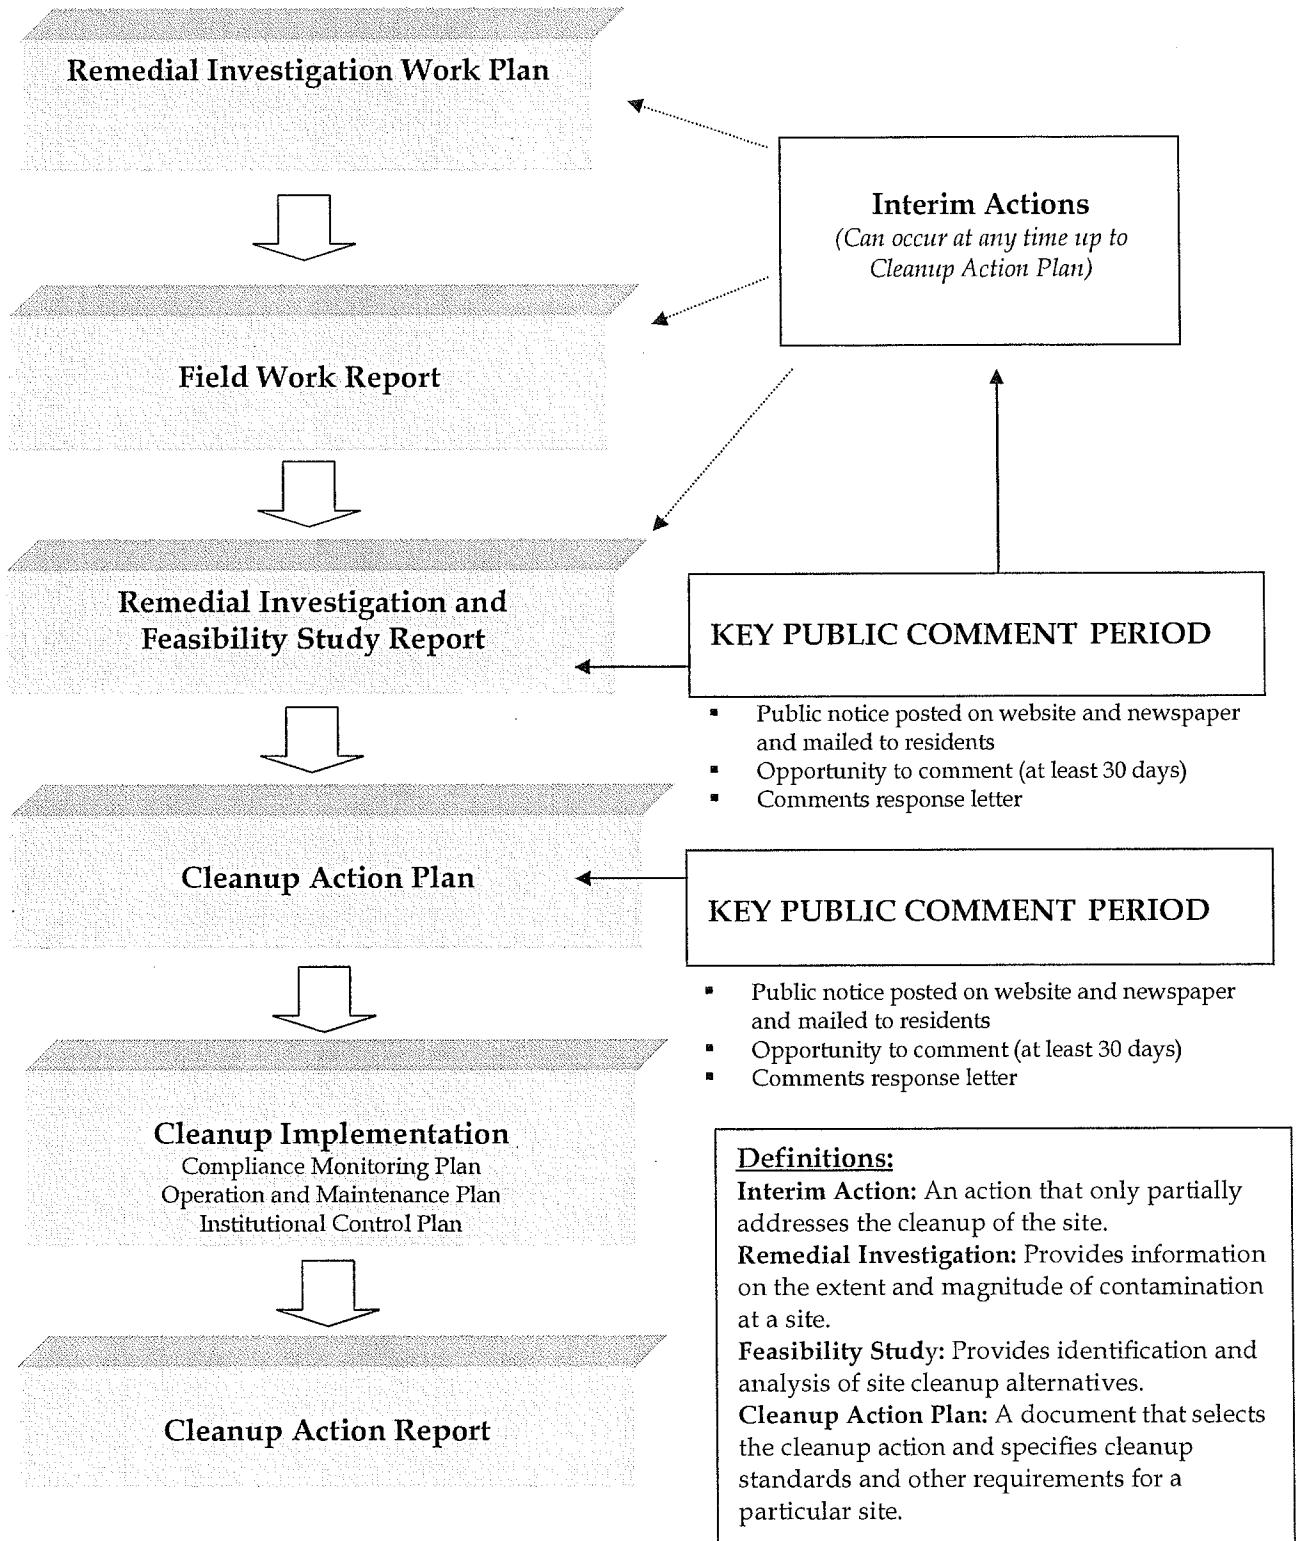 Remedial Investigation Work Plan
Interim Actions
(Can occur at any time up to
Cleanup Action Plan)
Field Work Report
Remedial Investigation and
Feasibility Study Report
KEY PUBLIC COMMENT PERIOD
▪ Public notice posted on website and newspaper
and mailed to residents
▪ Opportunity to comment (at least 30 days)
▪ Comments response letter
Cleanup Action Plan
KEY PUBLIC COMMENT PERIOD
▪ Public notice posted on website and newspaper
and mailed to residents
▪ Opportunity to comment (at least 30 days)
▪ Comments response letter
Cleanup Implementation
Compliance Monitoring Plan
Operation and Maintenance Plan
Institutional Control Plan
Cleanup Action Report
Definitions:
Interim Action: An action that only partially
addresses the cleanup of the site.
Remedial Investigation: Provides information
on the extent and magnitude of contamination
at a site.
Feasibility Study: Provides identification and
analysis of site cleanup alternatives.
Cleanup Action Plan: A document that selects
the cleanup action and specifies cleanup
standards and other requirements for a
particular site.